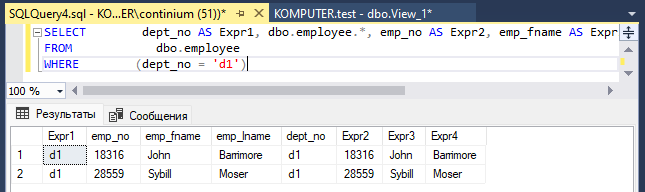 SQLQuery4.sql - KO...ER\continium (51))* KOMPUTER.test - dbo.View_1*
SELECT dept_no AS Expr1, dbo.employee.*, emp_no AS Expr2, emp_fname AS Expr
FROM dbo.employee
WHERE (dept_no = 'd1')
100 %
Результаты Сообщения
Expr1 emp_no emp_fname emp_lname dept_no Expr2 Expr3 Expr4
1 d1 18316 John Barrimore d1 18316 John Barrimore
2 d1 28559 Sybill Moser d1 28559 Sybill Moser